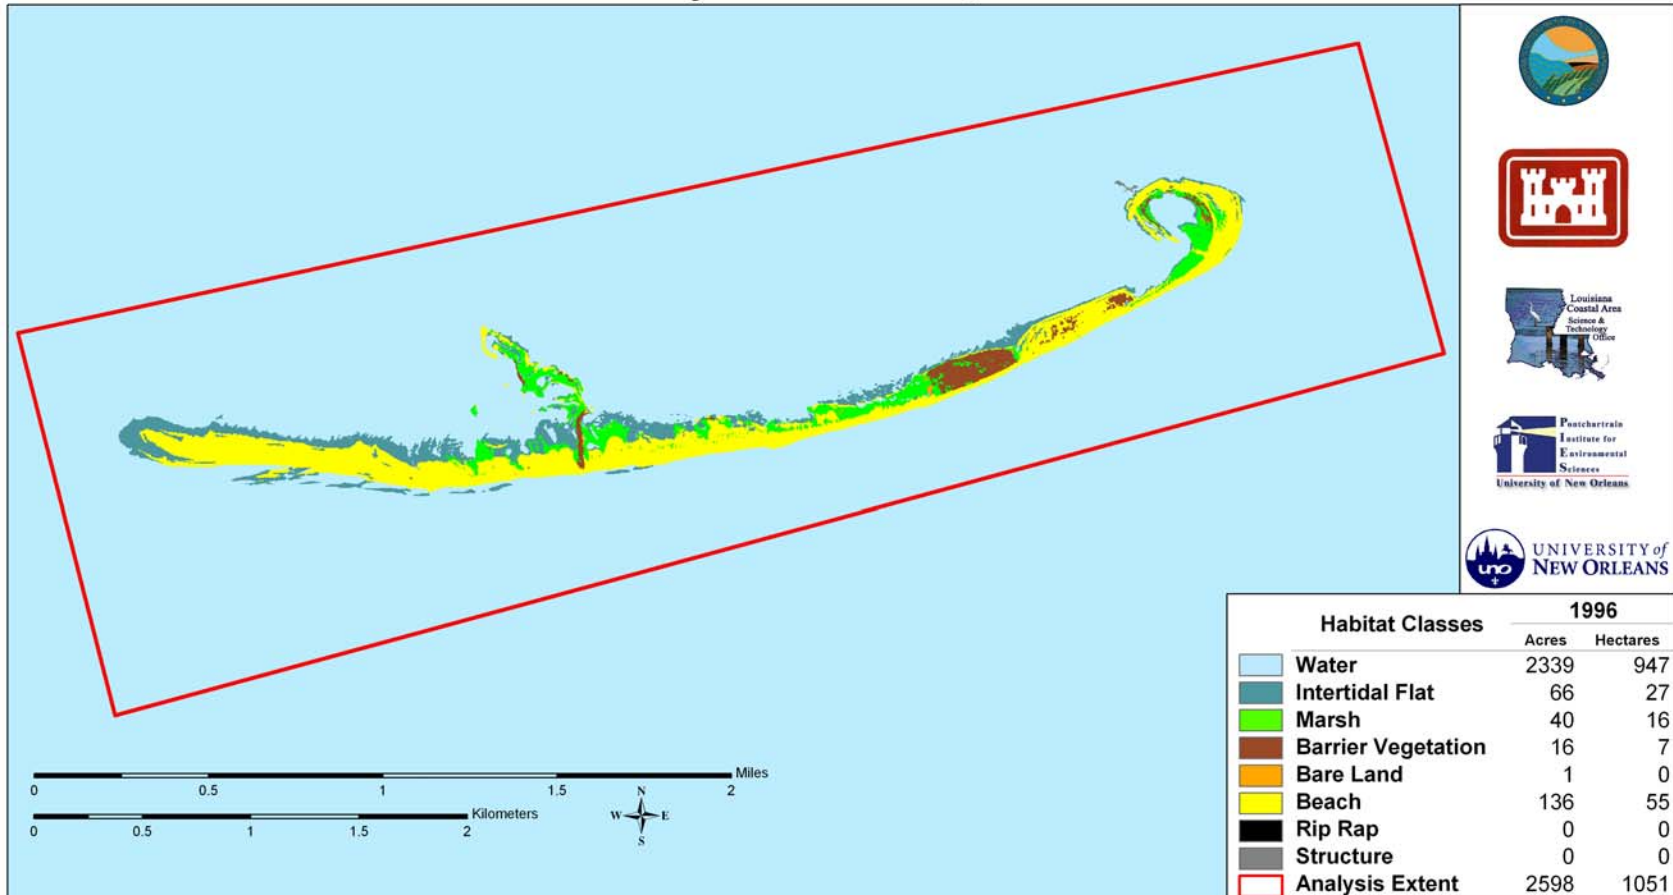 Louisiana
Coastal Area
Science &
Technology
Office
Pontchartrain
Institute for
Environmental
Sciences
University of New Orleans
uno
UNIVERSITY of
NEW ORLEANS
Habitat Classes 1996
Acres Hectares
Water 2339 947
Intertidal Flat 66 27
Marsh 40 16
Barrier Vegetation 16 7
Bare Land 1 0
Beach 136 55
Rip Rap 0 0
Structure 0 0
Analysis Extent 2598 1051
Miles
0 0.5 1 1.5 2
Kilometers
0 0.5 1 1.5 2
N
W E
S